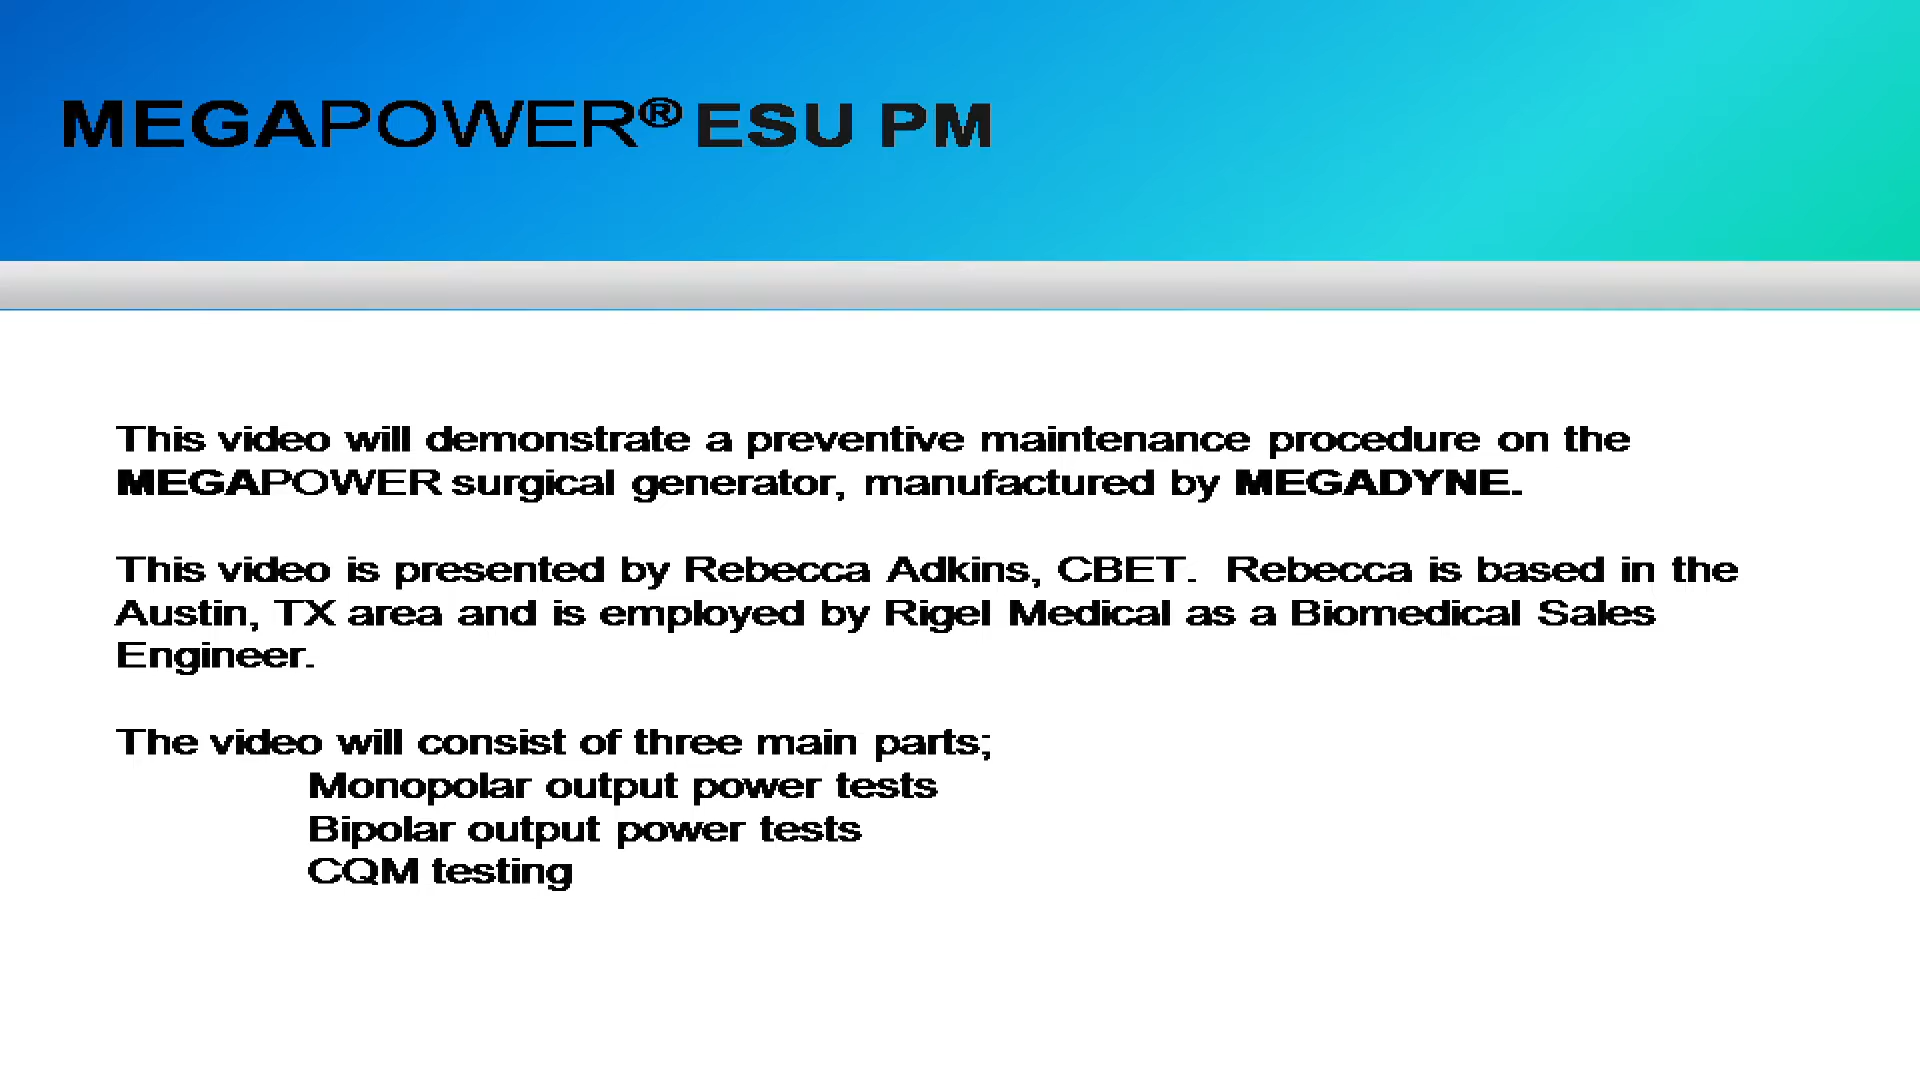 MEGAPOWER® ESU PM
This video will demonstrate a preventive maintenance procedure on the
MEGAPOWER surgical generator, manufactured by MEGADYNE.
This video is presented by Rebecca Adkins, CBET.  Rebecca is based in the
Austin, TX area and is employed by Rigel Medical as a Biomedical Sales
Engineer.
The video will consist of three main parts;
Monopolar output power tests
Bipolar output power tests
CQM testing